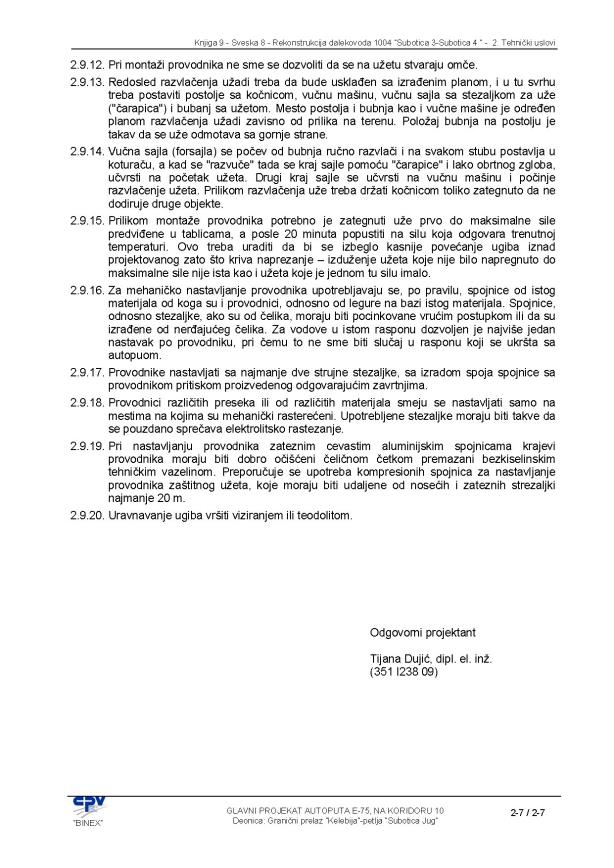 Knjiga 9 - Sveska 8 - Rekonstrukcija dalekovoda 1004 "Subotica 3-Subotica 4 " - 2. Tehnički uslovi
2.9.12. Pri montaži provodnika ne sme se dozvoliti da se na užetu stvaraju omče.
2.9.13. Redosled razvlačenja užadi treba da bude usklađen sa izrađenim planom, i u tu svrhu
treba postaviti postolje sa kočnicom, vučnu mašinu, vučnu sajla sa stezaljkom za uže
("čarapica") i bubanj sa užetom. Mesto postolja i bubnja kao i vučne mašine je određen
planom razvlačenja užadi zavisno od prilika na terenu. Položaj bubnja na postolju je
takav da se uže odmotava sa gornje strane.
2.9.14. Vučna sajla (forsajla) se počev od bubnja ručno razvlači i na svakom stubu postavlja u
koturaču, a kad se "razvuče" tada se kraj sajle pomoću "čarapice" i lako obrtnog zgloba,
učvrsti na početak užeta. Drugi kraj sajle se učvrsti na vučnu mašinu i počinje
razvlačenje užeta. Prilikom razvlačenja uže treba držati kočnicom toliko zategnuto da ne
dodiruje druge objekte.
2.9.15. Prilikom montaže provodnika potrebno je zategnuti uže prvo do maksimalne sile
predviđene u tablicama, a posle 20 minuta popustiti na silu koja odgovara trenutnoj
temperaturi. Ovo treba uraditi da bi se izbeglo kasnije povećanje ugiba iznad
projektovanog zato što kriva naprezanje – izduženje užeta koje nije bilo napregnuto do
maksimalne sile nije ista kao i užeta koje je jednom tu silu imalo.
2.9.16. Za mehaničko nastavljanje provodnika upotrebljavaju se, po pravilu, spojnice od istog
materijala od koga su i provodnici, odnosno od legure na bazi istog materijala. Spojnice,
odnosno stezaljke, ako su od čelika, moraju biti pocinkovane vrućim postupkom ili da su
izrađene od nerđajućeg čelika. Za vodove u istom rasponu dozvoljen je najviše jedan
nastavak po provodniku, pri čemu to ne sme biti slučaj u rasponu koji se ukršta sa
autopuom.
2.9.17. Provodnike nastavljati sa najmanje dve strujne stezaljke, sa izradom spoja spojnice sa
provodnikom pritiskom proizvedenog odgovarajućim zavrtnjima.
2.9.18. Provodnici različitih preseka ili od različitih materijala smeju se nastavljati samo na
mestima na kojima su mehanički rasterećeni. Upotrebljene stezaljke moraju biti takve da
se pouzdano sprečava elektrolitsko rastezanje.
2.9.19. Pri nastavljanju provodnika zateznim cevastim aluminijskim spojnicama krajevi
provodnika moraju biti dobro očišćeni čeličnom četkom premazani bezkiselinskim
tehničkim vazelinom. Preporučuje se upotreba kompresionih spojnica za nastavljanje
provodnika zaštitnog užeta, koje moraju biti udaljene od nosećih i zateznih strezaljki
najmanje 20 m.
2.9.20. Uravnavanje ugiba vršiti viziranjem ili teodolitom.
Odgovorni projektant
Tijana Dujić, dipl. el. inž.
(351 I238 09)
cpv
"BINEX"
GLAVNI PROJEKAT AUTOPUTA E-75, NA KORIDORU 10
Deonica: Granični prelaz "Kelebija"-petlja "Subotica Jug"
2-7 / 2-7